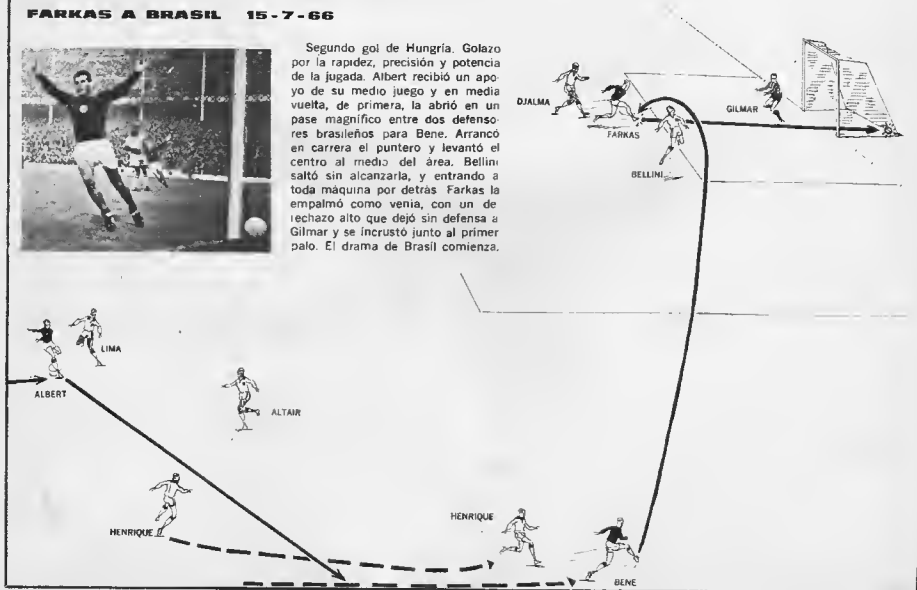 FARKAS A BRASIL 15-7-66
Segundo gol de Hungría. Golazo
por la rapidez, precisión y potencia
de la jugada. Albert recibió un apo-
yo de su medio juego y en media
vuelta, de primera, la abrió en un
pase magnífico entre dos defenso-
res brasileños para Bene. Arrancó
en carrera el puntero y levantó el
centro al medio del área. Bellini
saltó sin alcanzarla, y entrando a
toda máquina por detrás Farkas la
empalmó como venía, con un de
rechazo alto que dejó sin defensa a
Gilmar y se incrustó junto al primer
palo. El drama de Brasil comienza.
DJALMA
FARKAS
GILMAR
BELLINI
LIMA
ALBERT
ALTAIR
HENRIQUE
HENRIQUE
BENE